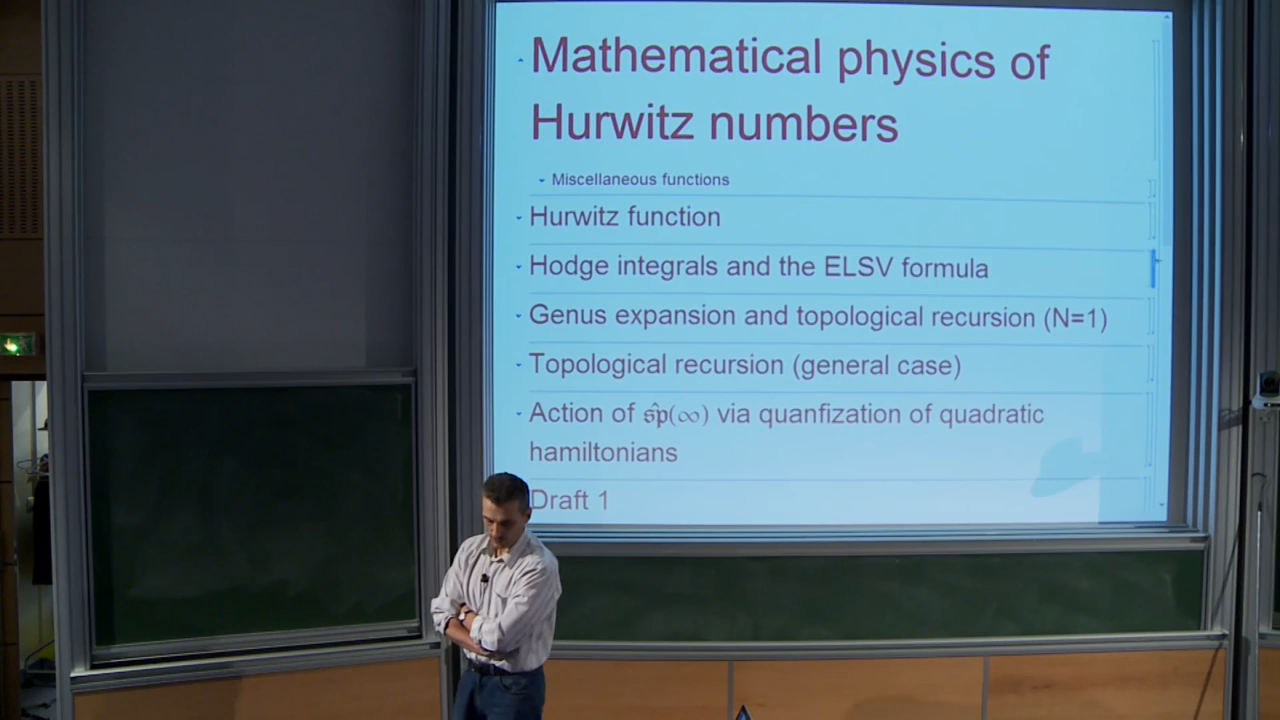 Mathematical physics of
Hurwitz numbers
Miscellaneous functions
Hurwitz function
Hodge integrals and the ELSV formula
Genus expansion and topological recursion (N=1)
Topological recursion (general case)
Action of 𝔰𝔭̂(∞) via quanfization of quadratic
hamiltonians
Draft 1